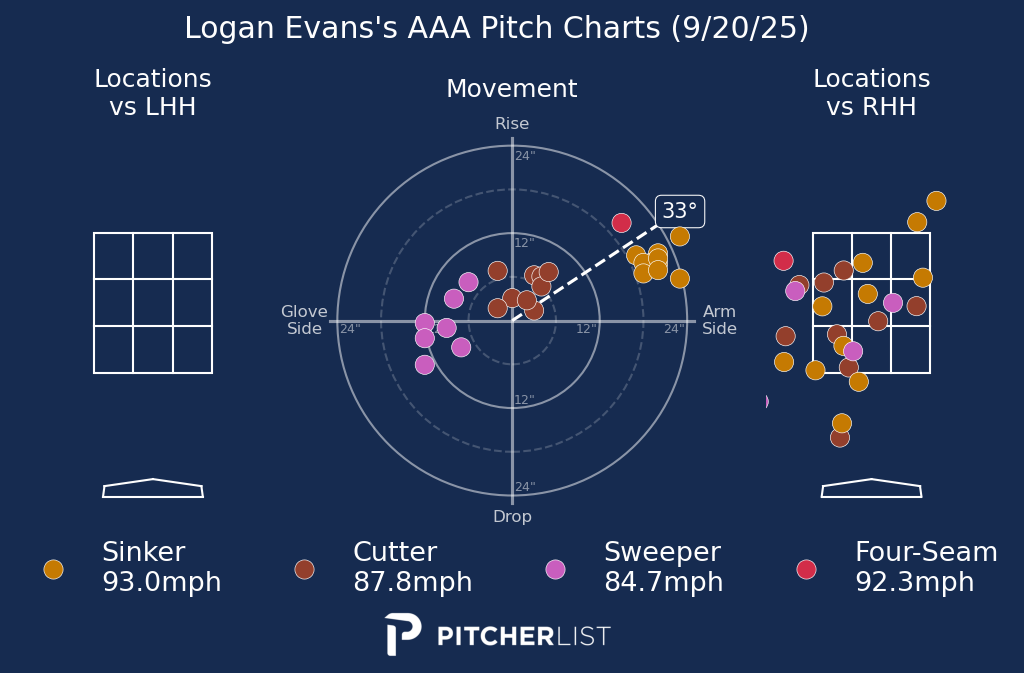 Logan Evans's AAA Pitch Charts (9/20/25)
Locations
vs LHH
Movement
Locations
vs RHH
Rise
24"
33°
12"
Glove
Side
24"
12"
24"
Arm
Side
12"
24"
Drop
Sinker
93.0mph
Cutter
87.8mph
Sweeper
84.7mph
Four-Seam
92.3mph
PITCHERLIST